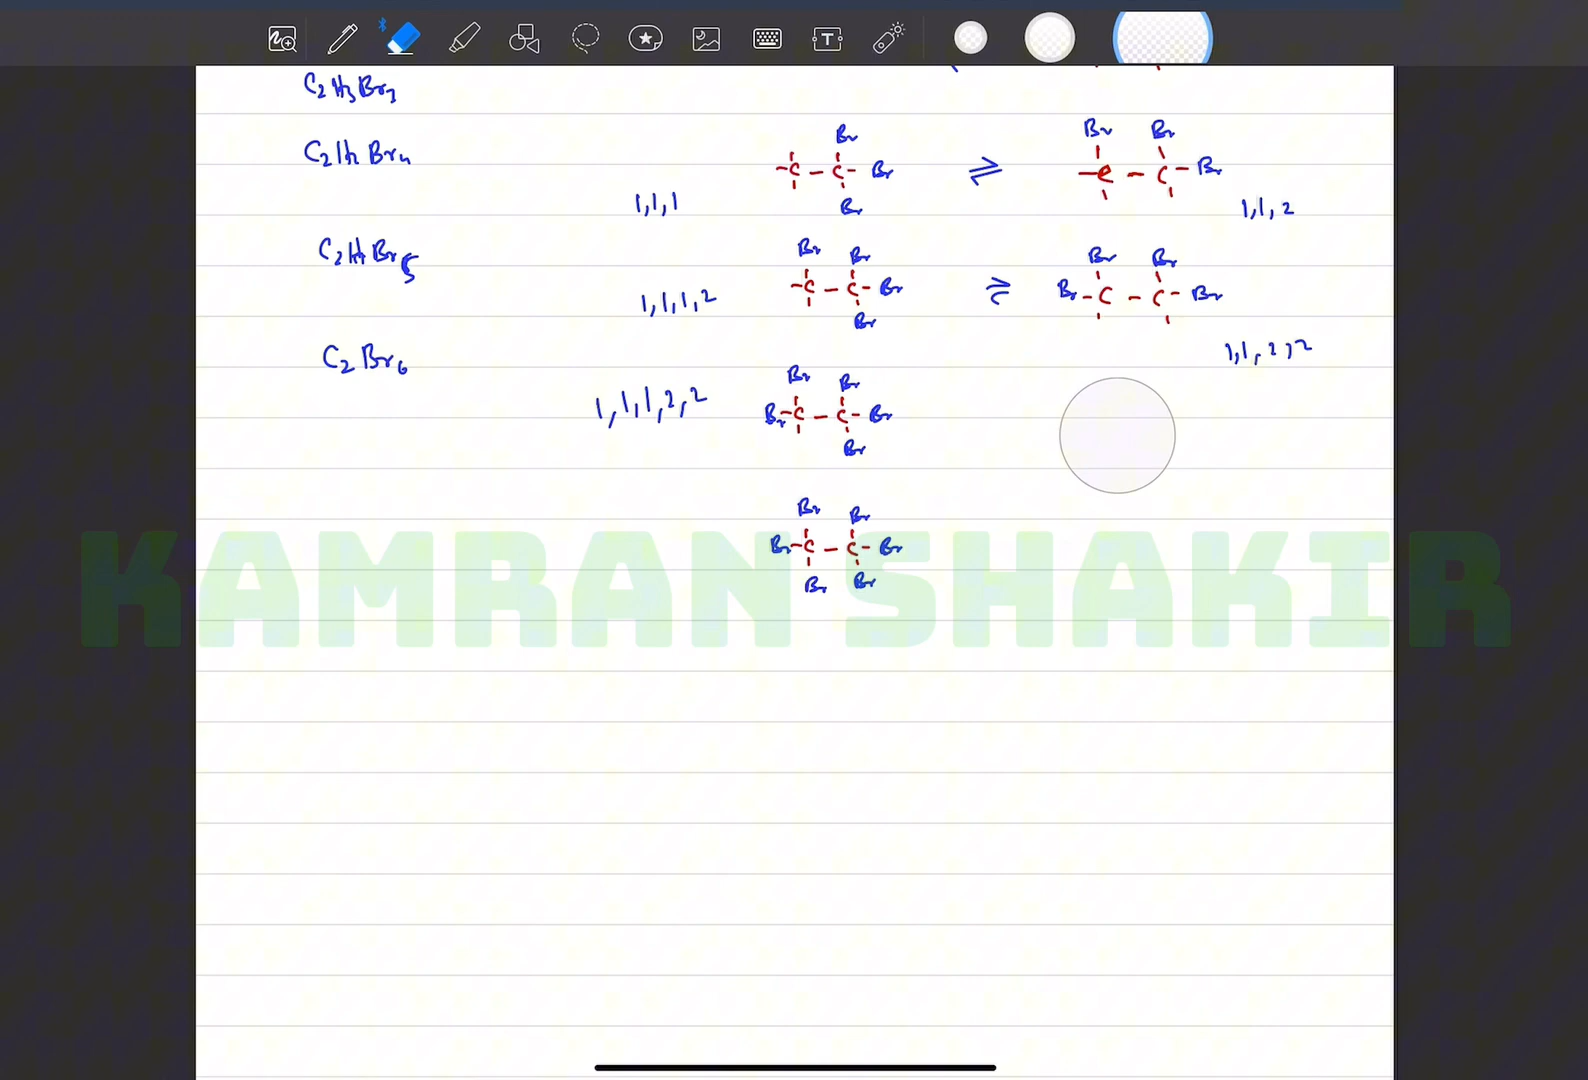 C2H3Br3
C2H2Br4
Br
Br Br
-C-C- Br ⇌ -C-C- Br
1,1,1
Br
1,1,2
C2HBr5
Br Br
Br Br
-C-C- Br ⇌ Br-C-C- Br
1,1,1,2
Br
C2Br6
1,1,2,2
Br Br
1,1,1,2,2
Br-C-C- Br
Br
Br Br
Br-C-C- Br
Br Br
KAMRAN SHAKIR
T